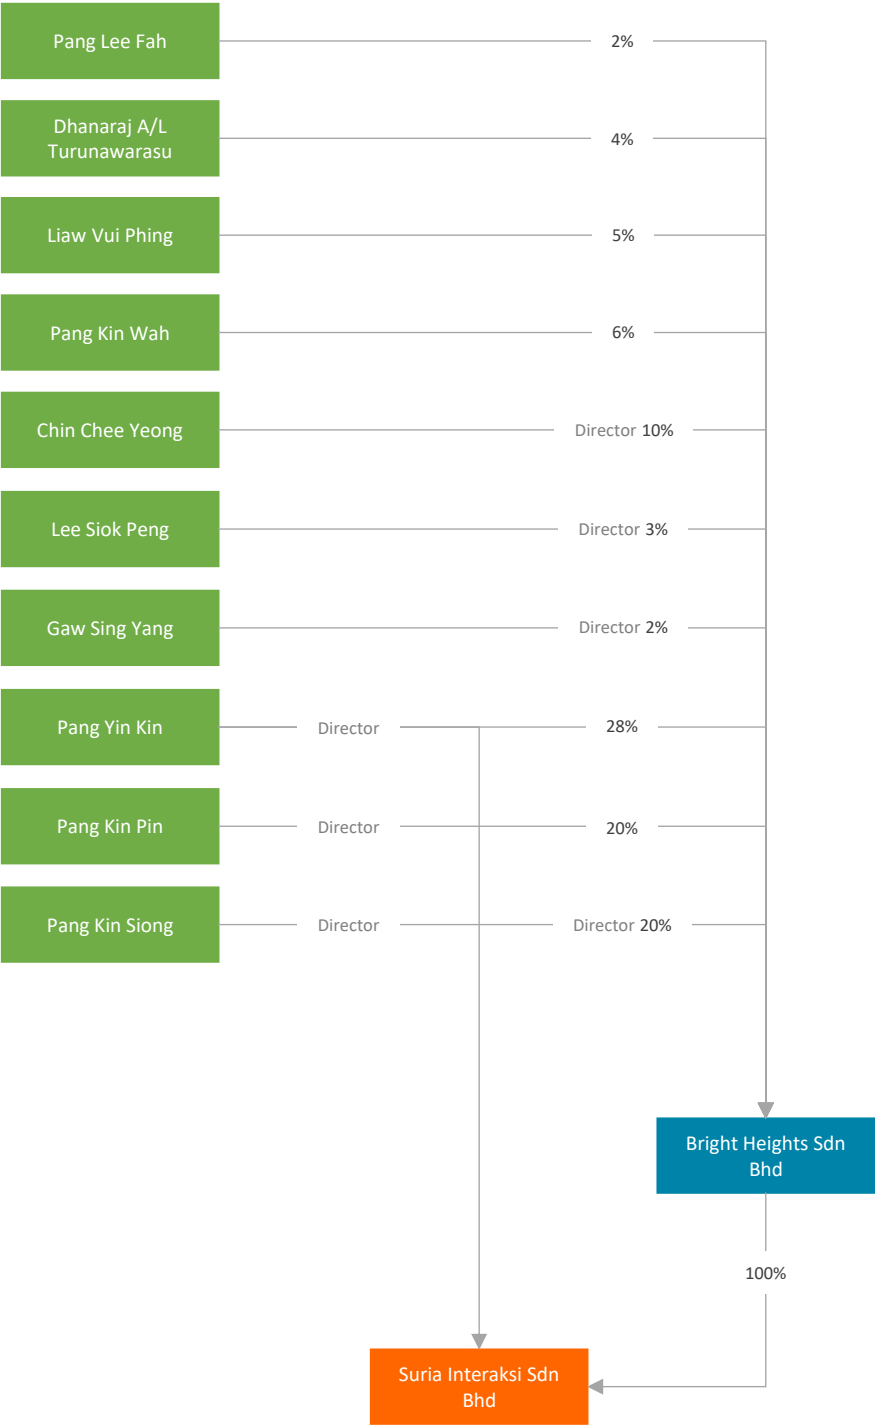 Pang Lee Fah
2%
Dhanaraj A/L
Turunawarasu
4%
Liaw Vui Phing
5%
Pang Kin Wah
6%
Chin Chee Yeong
Director 10%
Lee Siok Peng
Director 3%
Gaw Sing Yang
Director 2%
Pang Yin Kin
Director
28%
Pang Kin Pin
Director
20%
Pang Kin Siong
Director
Director 20%
Bright Heights Sdn
Bhd
100%
Suria Interaksi Sdn
Bhd